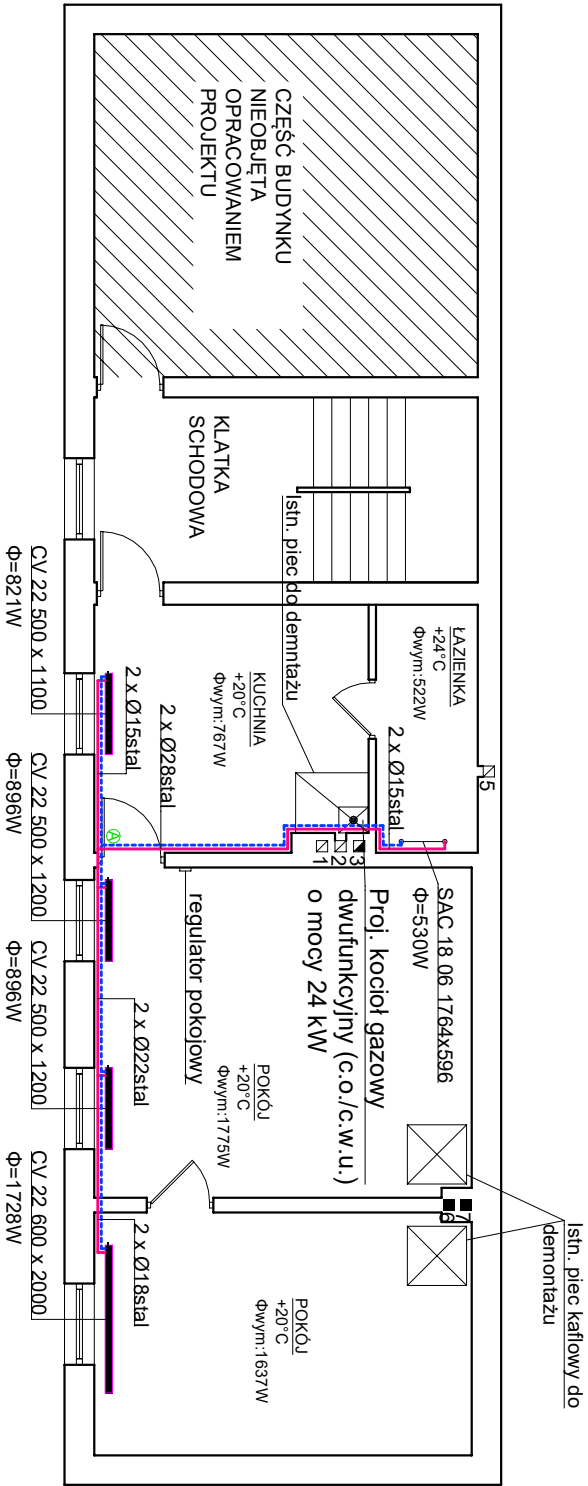 CZĘŚĆ BUDYNKU
NIEOBJĘTA
OPRACOWANIEM
PROJEKTU
KLATKA
SCHODOWA
Istn. piec do demntażu
ŁAZIENKA
+24°C
Φwym:522W
KUCHNIA
+20°C
Φwym:767W
2 x Ø15stal
2 x Ø28stal
2 x Ø15stal
A
5
3
2
1
SAC 18 06 1764x596
Φ=530W
Proj. kocioł gazowy
dwufunkcyjny (c.o./c.w.u.)
o mocy 24 kW
regulator pokojowy
POKÓJ
+20°C
Φwym:1775W
2 x Ø22stal
7
6
Istn. piec kaflowy do
demontażu
POKÓJ
+20°C
Φwym:1637W
2 x Ø18stal
CV 22 500 x 1100
Φ=821W
CV 22 500 x 1200
Φ=896W
CV 22 500 x 1200
Φ=896W
CV 22 600 x 2000
Φ=1728W